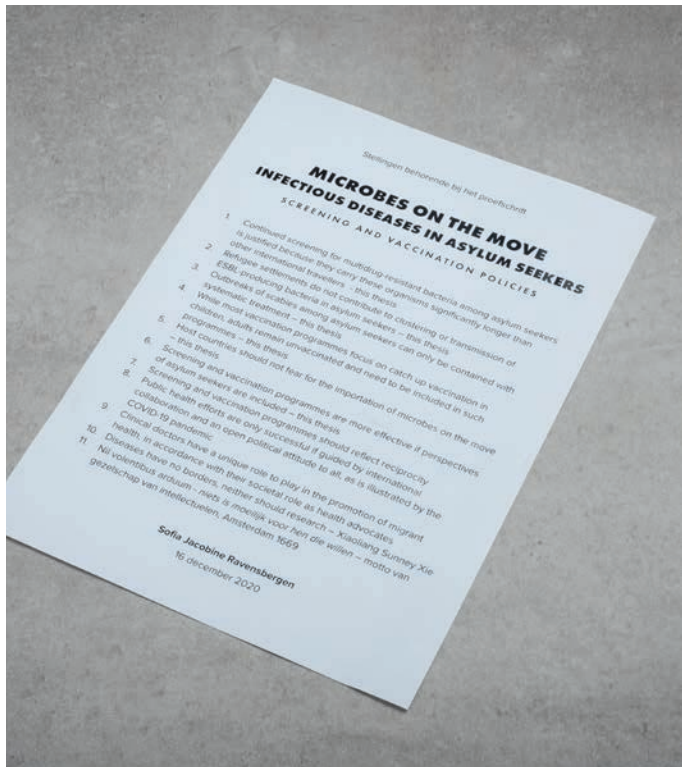 Stellingen behorende bij het proefschrift
MICROBES ON THE MOVE
INFECTIOUS DISEASES IN ASYLUM SEEKERS
SCREENING AND VACCINATION POLICIES
1. Continued screening for multidrug-resistant bacteria among asylum seekers
is justified because they carry these organisms significantly longer than
other international travellers - this thesis
2. Refugee settlements do not contribute to clustering or transmission of
ESBL-producing bacteria in asylum seekers – this thesis
3. Outbreaks of scabies among asylum seekers can only be contained with
systematic treatment – this thesis
4. While most vaccination programmes focus on catch up vaccination in
children, adults remain unvaccinated and need to be included in such
programmes – this thesis
5. Host countries should not fear for the importation of microbes on the move
– this thesis
6. Screening and vaccination programmes are more effective if perspectives
of asylum seekers are included – this thesis
7. Screening and vaccination programmes should reflect reciprocity
8. Public health efforts are only successful if guided by international
collaboration and an open political attitude to all, as is illustrated by the
COVID-19 pandemic
9. Clinical doctors have a unique role to play in the promotion of migrant
health, in accordance with their societal role as health advocates
10. Diseases have no borders, neither should research – Xiaoliang Sunney Xie
11. Nil volentibus arduum - niets is moeilijk voor hen die willen – motto van
gezelschap van intellectuelen, Amsterdam 1669
Sofia Jacobine Ravensbergen
16 december 2020